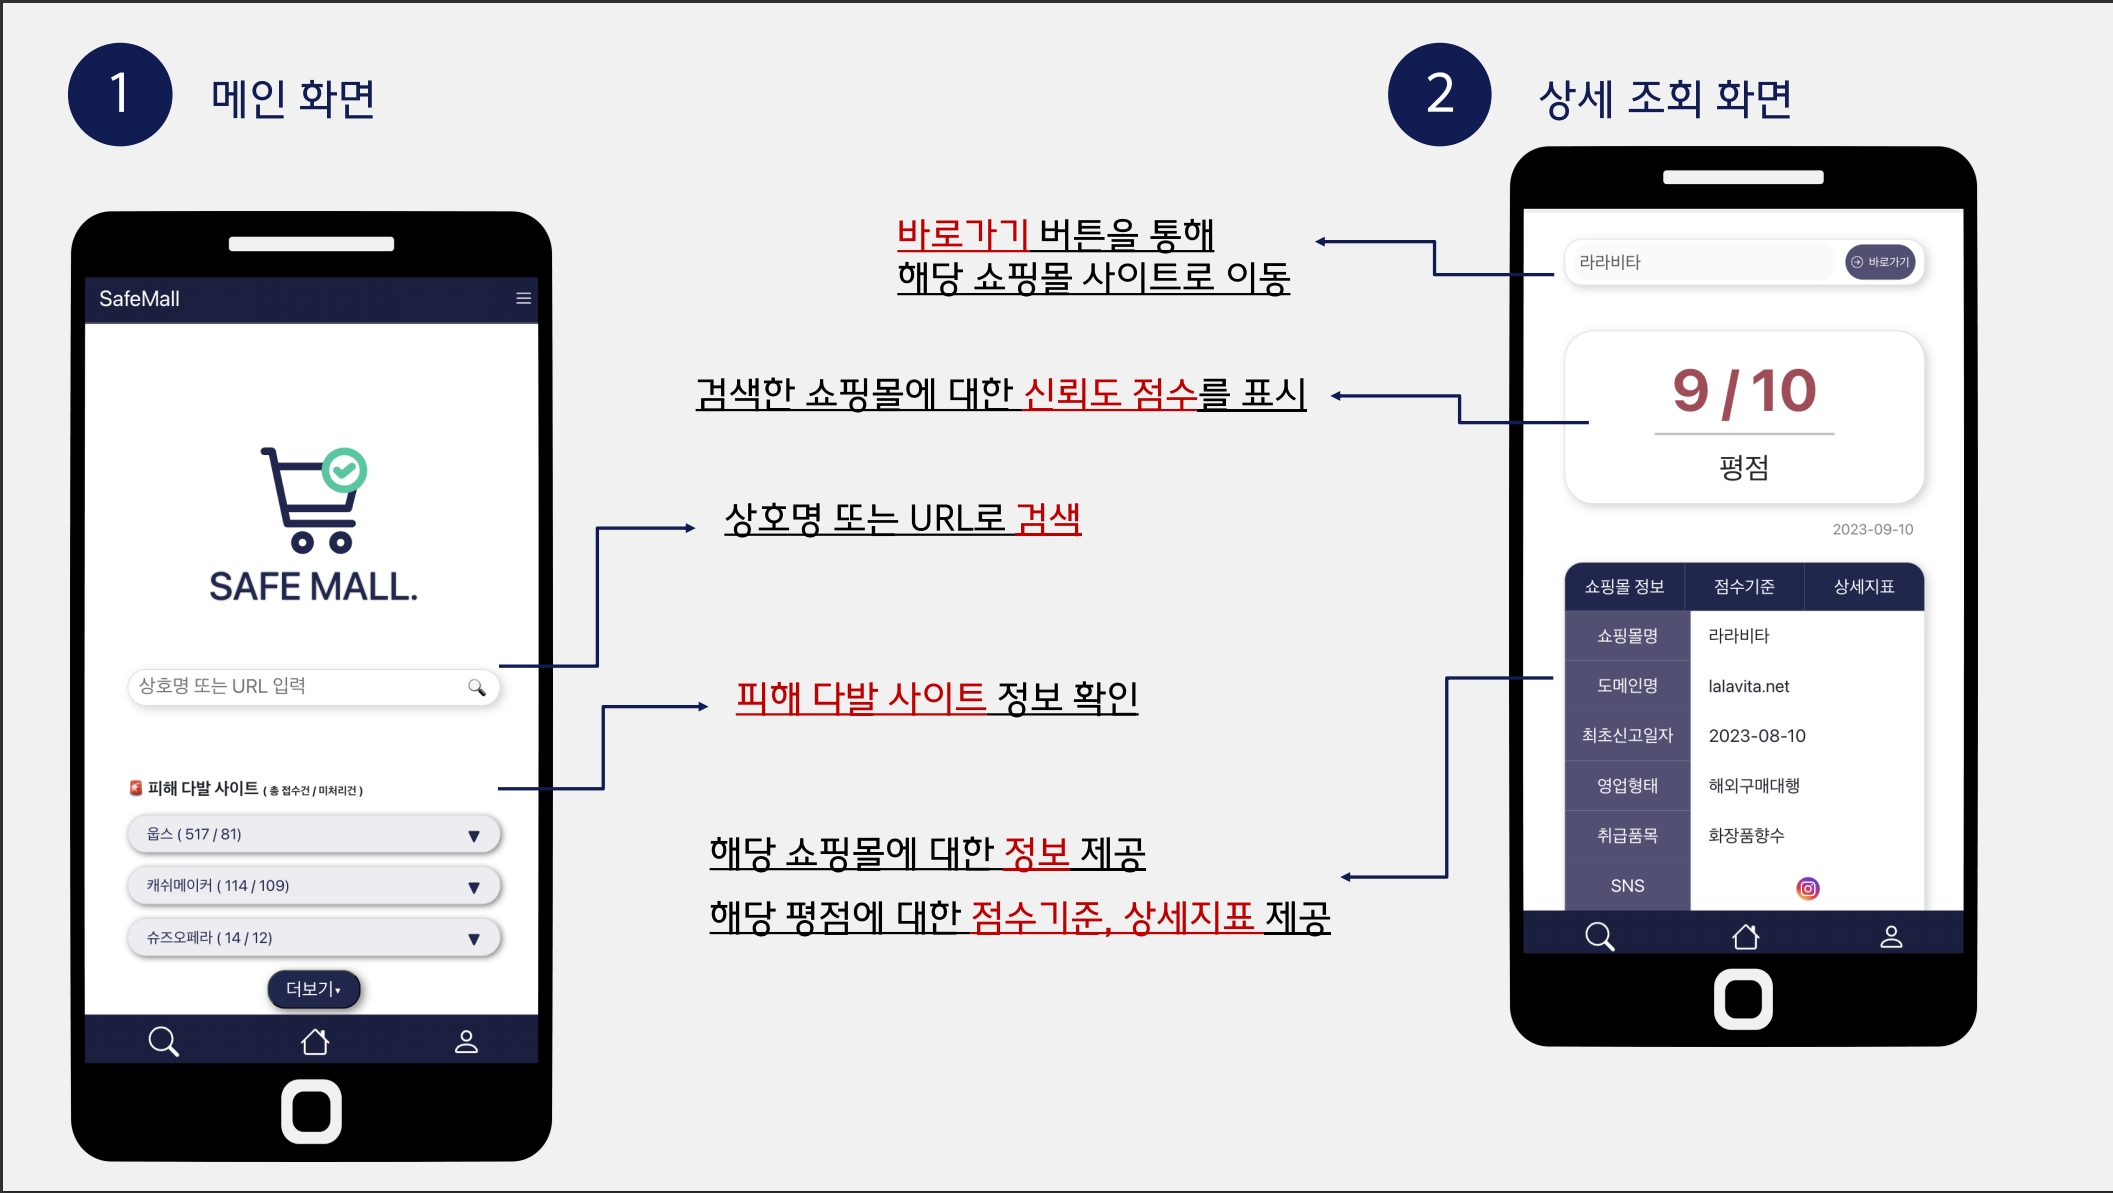 1
메인 화면
SafeMall
SAFE MALL.
상호명 또는 URL 입력
피해 다발 사이트 ( 총 접수건 / 미처리건 )
웁스 ( 517 / 81)
캐쉬메이커 ( 114 / 109)
슈즈오페라 ( 14 / 12)
더보기▾
바로가기 버튼을 통해
해당 쇼핑몰 사이트로 이동
검색한 쇼핑몰에 대한 신뢰도 점수를 표시
상호명 또는 URL로 검색
피해 다발 사이트 정보 확인
해당 쇼핑몰에 대한 정보 제공
해당 평점에 대한 점수기준, 상세지표 제공
2
상세 조회 화면
라라비타
바로가기
9 / 10
평점
2023-09-10
쇼핑몰 정보 점수기준 상세지표
쇼핑몰명 라라비타
도메인명 lalavita.net
최초신고일자 2023-08-10
영업형태 해외구매대행
취급품목 화장품향수
SNS